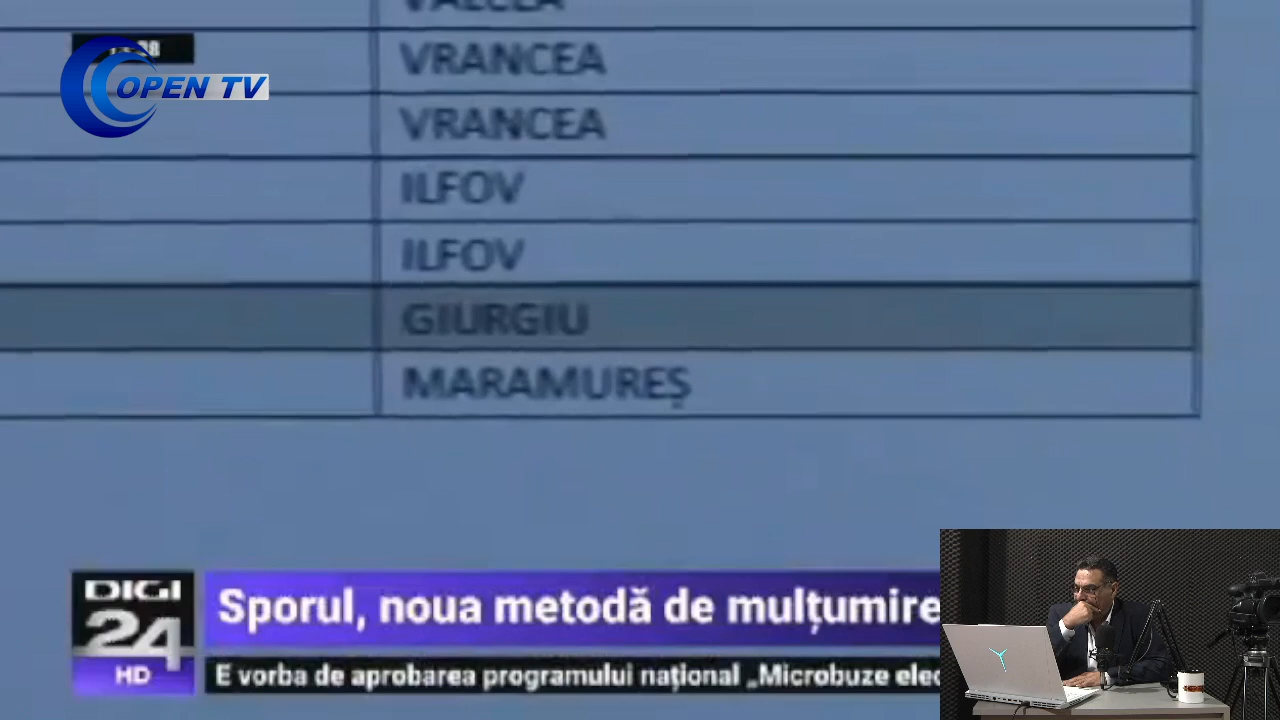 VÂLCEA
VRANCEA
OPEN TV
VRANCEA
ILFOV
ILFOV
GIURGIU
MARAMUREȘ
DIGI
24
HD
Sporul, noua metodă de mulțumire
E vorba de aprobarea programului național „Microbuze elec